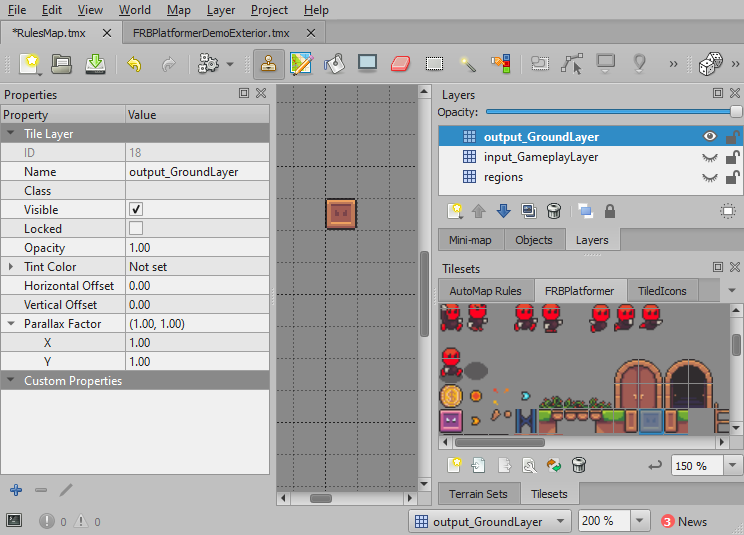 File Edit View World Map Layer Project Help
*RulesMap.tmx FRBPlatformerDemoExterior.tmx
Properties
Property Value
Tile Layer
ID 18
Name output_GroundLayer
Class
Visible
Locked
Opacity 1.00
Tint Color Not set
Horizontal Offset 0.00
Vertical Offset 0.00
Parallax Factor (1.00, 1.00)
X 1.00
Y 1.00
Custom Properties
Layers
Opacity:
output_GroundLayer
input_GameplayLayer
regions
Mini-map Objects Layers
Tilesets
AutoMap Rules FRBPlatformer TiledIcons
150 %
Terrain Sets Tilesets
0 0 output_GroundLayer 200 % 3 News